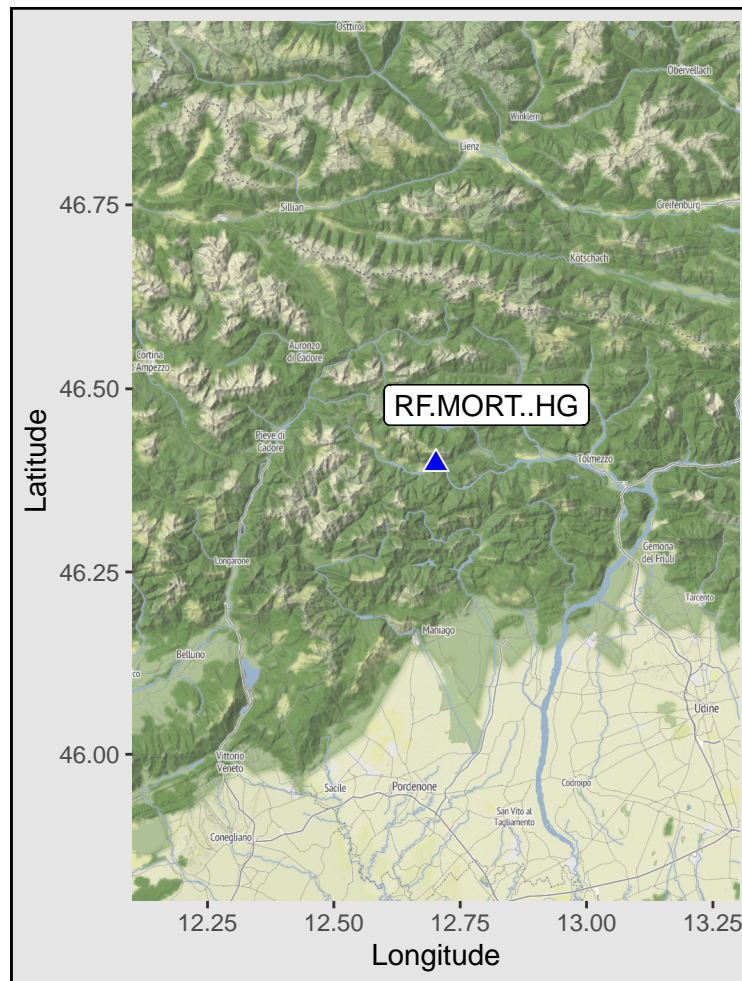 Osttirol
Obervellach
Winklern
Lienz
46.75
Sillian
Greifenburg
Kötschach
Auronzo
di Cadore
Cortina
Ampezzo
46.50
RF.MORT..HG
Pieve di
Cadore
Tolmezzo
Latitude
Longarone
Gemona
del Friuli
46.25
Tarcento
Maniago
Belluno
Udine
46.00
Vittorio
Veneto
Sacile
Pordenone
Codroipo
San Vito al
Tagliamento
Conegliano
12.25
12.50
12.75
13.00
13.25
Longitude